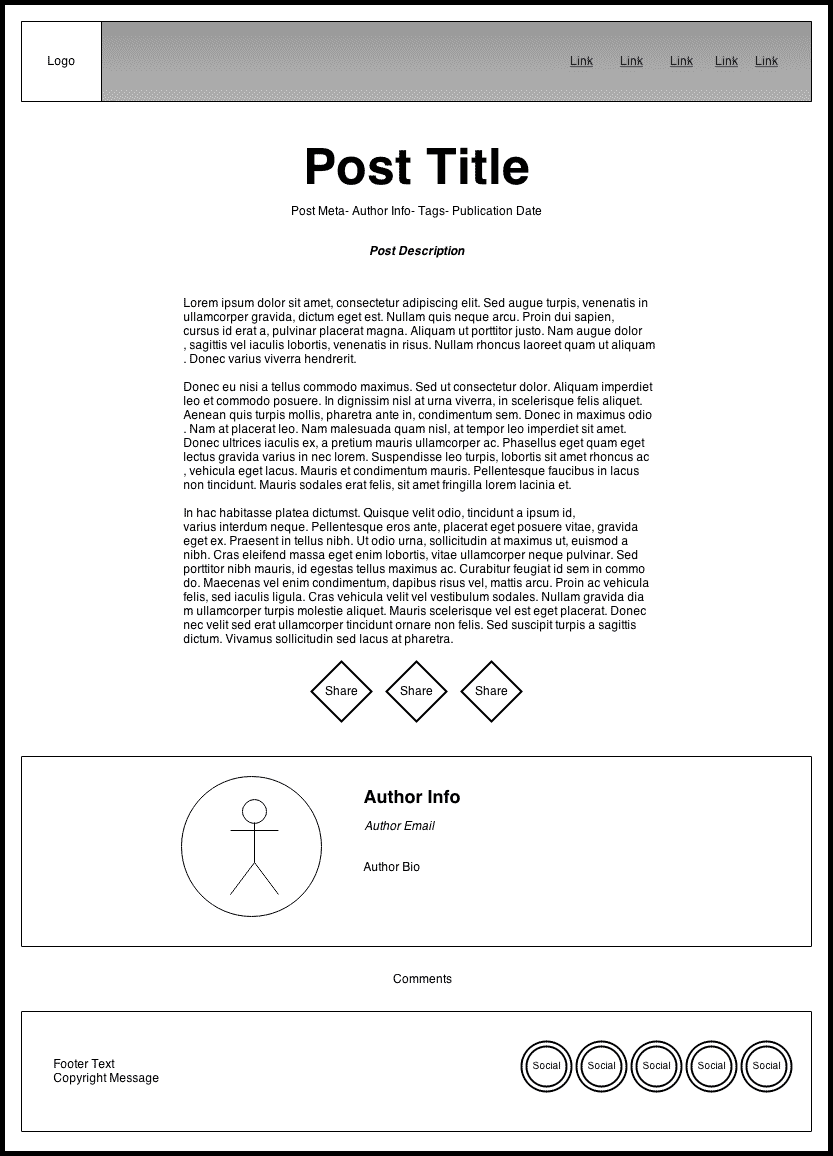 Logo
Link Link Link Link Link
Post Title
Post Meta- Author Info- Tags- Publication Date
Post Description
Lorem ipsum dolor sit amet, consectetur adipiscing elit. Sed augue turpis, venenatis in
ullamcorper gravida, dictum eget est. Nullam quis neque arcu. Proin dui sapien,
cursus id erat a, pulvinar placerat magna. Aliquam ut porttitor justo. Nam augue dolor
, sagittis vel iaculis lobortis, venenatis in risus. Nullam rhoncus laoreet quam ut aliquam
. Donec varius viverra hendrerit.
Donec eu nisi a tellus commodo maximus. Sed ut consectetur dolor. Aliquam imperdiet
leo et commodo posuere. In dignissim nisl at urna viverra, in scelerisque felis aliquet.
Aenean quis turpis mollis, pharetra ante in, condimentum sem. Donec in maximus odio
. Nam at placerat leo. Nam malesuada quam nisl, at tempor leo imperdiet sit amet.
Donec ultrices iaculis ex, a pretium mauris ullamcorper ac. Phasellus eget quam eget
lectus gravida varius in nec lorem. Suspendisse leo turpis, lobortis sit amet rhoncus ac
, vehicula eget lacus. Mauris et condimentum mauris. Pellentesque faucibus in lacus
non tincidunt. Mauris sodales erat felis, sit amet fringilla lorem lacinia et.
In hac habitasse platea dictumst. Quisque velit odio, tincidunt a ipsum id,
varius interdum neque. Pellentesque eros ante, placerat eget posuere vitae, gravida
eget ex. Praesent in tellus nibh. Ut odio urna, sollicitudin at maximus ut, euismod a
nibh. Cras eleifend massa eget enim lobortis, vitae ullamcorper neque pulvinar. Sed
porttitor nibh mauris, id egestas tellus maximus ac. Curabitur feugiat id sem in commo
do. Maecenas vel enim condimentum, dapibus risus vel, mattis arcu. Proin ac vehicula
felis, sed iaculis ligula. Cras vehicula velit vel vestibulum sodales. Nullam gravida dia
m ullamcorper turpis molestie aliquet. Mauris scelerisque vel est eget placerat. Donec
nec velit sed erat ullamcorper tincidunt ornare non felis. Sed suscipit turpis a sagittis
dictum. Vivamus sollicitudin sed lacus at pharetra.
Share Share Share
Author Info
Author Email
Author Bio
Comments
Footer Text
Copyright Message
Social Social Social Social Social